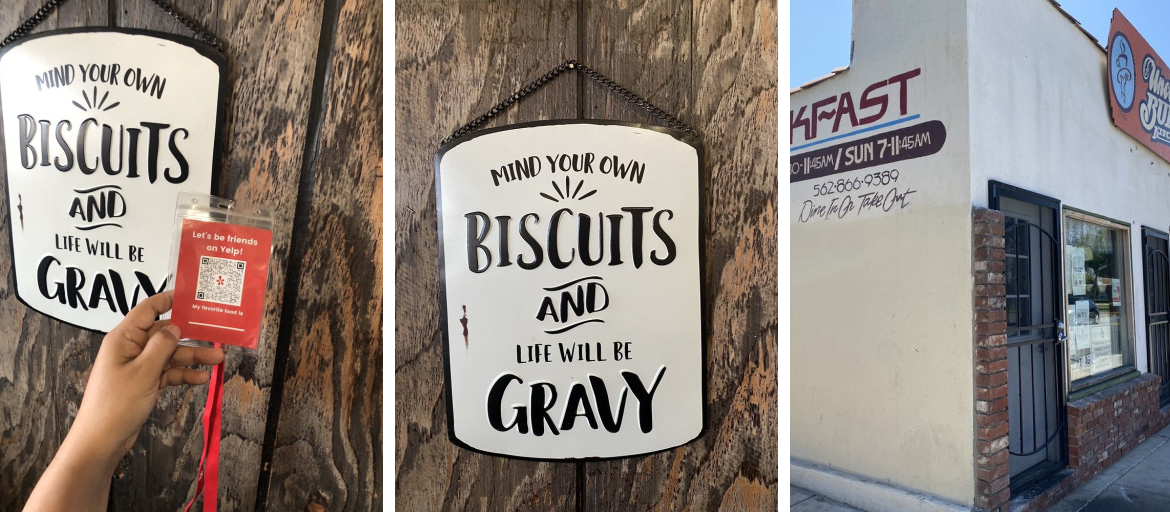 MIND YOUR OWN
BISCUITS
AND
LIFE WILL BE
GRAVY
Let's be friends
on Yelp!
My favorite food is
MIND YOUR OWN
BISCUITS
AND
LIFE WILL BE
GRAVY
KFAST
11:45AM / SUN 7-11:45AM
562-866-9389
Dine In Or Take Out